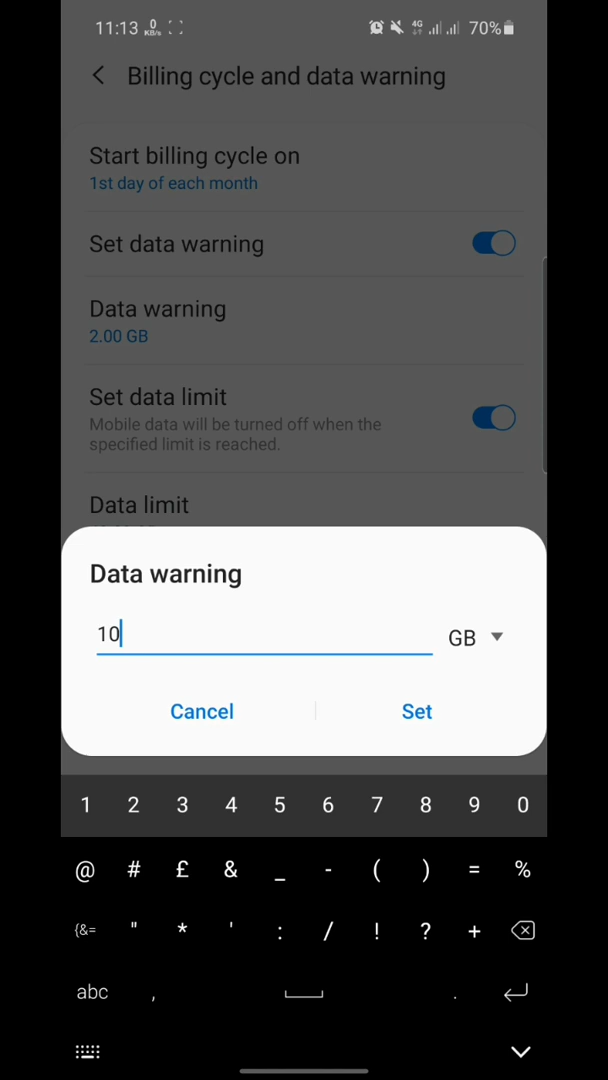 11:13 0 KB/s 4G 70%
Billing cycle and data warning
Start billing cycle on
1st day of each month
Set data warning
Data warning
2.00 GB
Set data limit
Mobile data will be turned off when the
specified limit is reached.
Data limit
Data warning
10 GB
Cancel Set
1 2 3 4 5 6 7 8 9 0
@ # £ & _ - ( ) = %
{&= " * ' : / ! ? +
abc , .